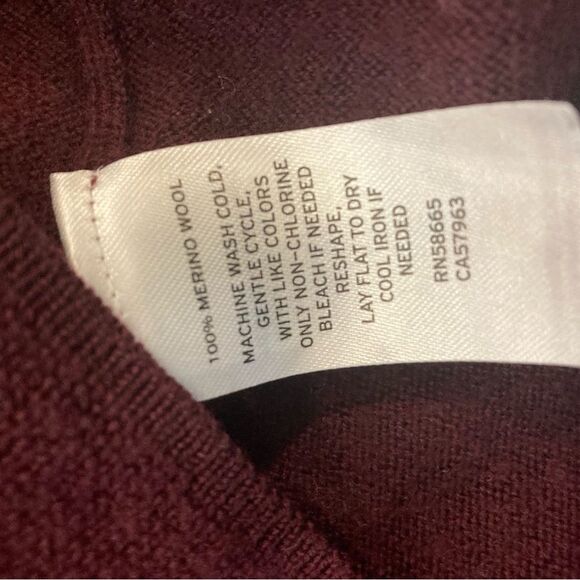 100% MERINO WOOL
MACHINE WASH COLD,
GENTLE CYCLE,
WITH LIKE COLORS
ONLY NON-CHLORINE
BLEACH IF NEEDED
RESHAPE,
LAY FLAT TO DRY
COOL IRON IF
NEEDED
RN58665
CA57963